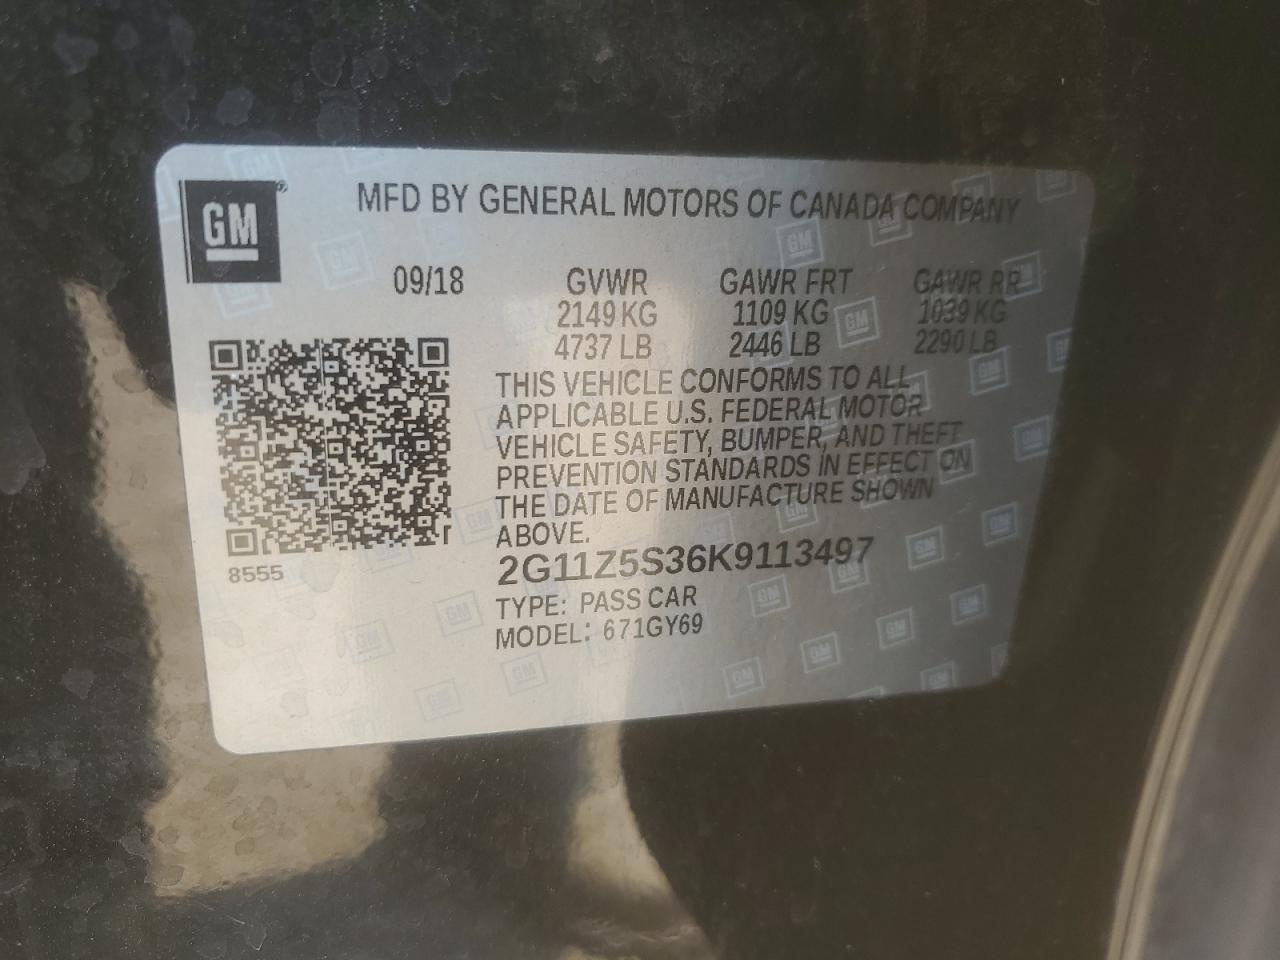 GM
MFD BY GENERAL MOTORS OF CANADA COMPANY
09/18 GVWR GAWR FRT GAWR RR
2149 KG 1109 KG 1039 KG
4737 LB 2446 LB 2290 LB
THIS VEHICLE CONFORMS TO ALL
APPLICABLE U.S. FEDERAL MOTOR
VEHICLE SAFETY, BUMPER, AND THEFT
PREVENTION STANDARDS IN EFFECT ON
THE DATE OF MANUFACTURE SHOWN
ABOVE.
2G11Z5S36K9113497
8555
TYPE: PASS CAR
MODEL: 671GY69